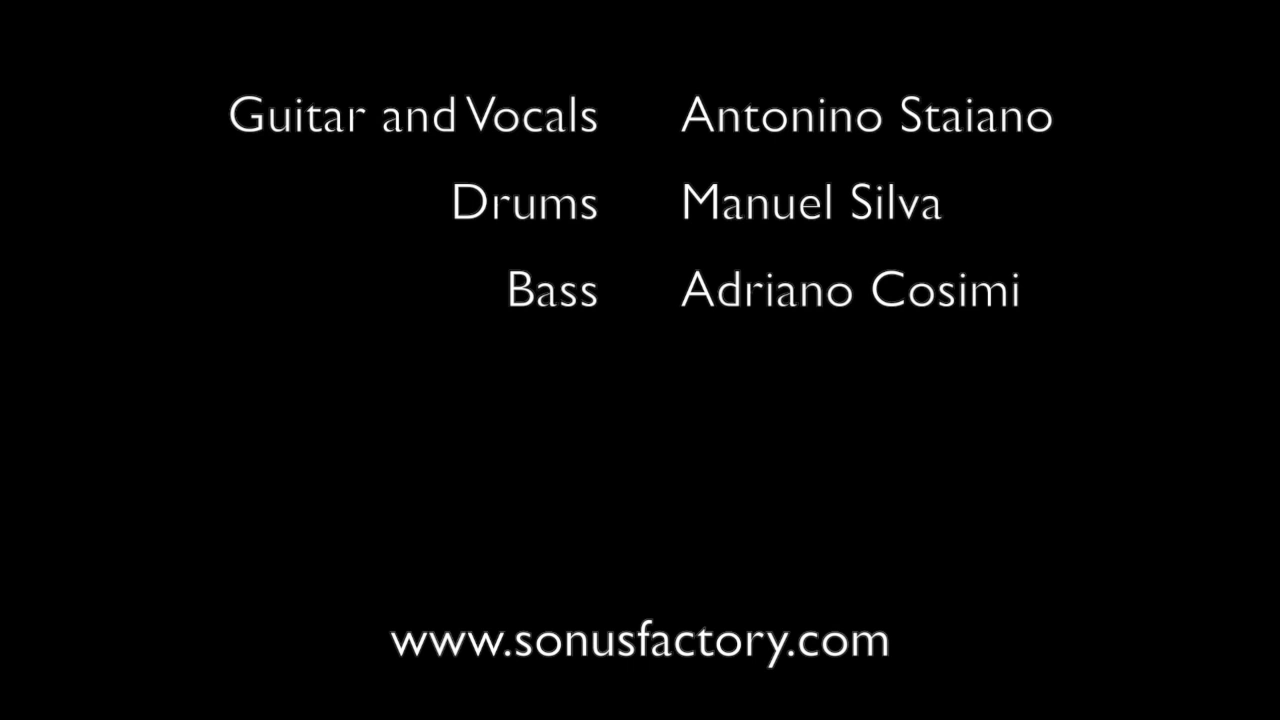 Guitar and Vocals Antonino Staiano
Drums Manuel Silva
Bass Adriano Cosimi
www.sonusfactory.com